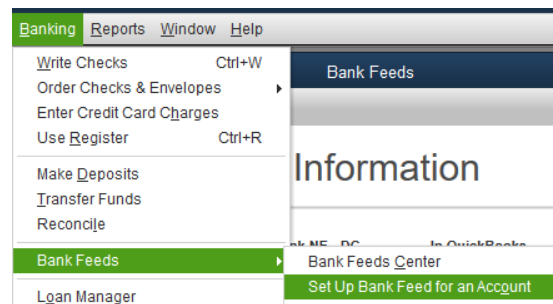 Banking Reports Window Help
Write Checks Ctrl+W
Bank Feeds
Order Checks & Envelopes
Enter Credit Card Charges
Use Register Ctrl+R
Information
Make Deposits
Transfer Funds
Reconcile
Bank Feeds
Bank Feeds Center
Set Up Bank Feed for an Account
Loan Manager